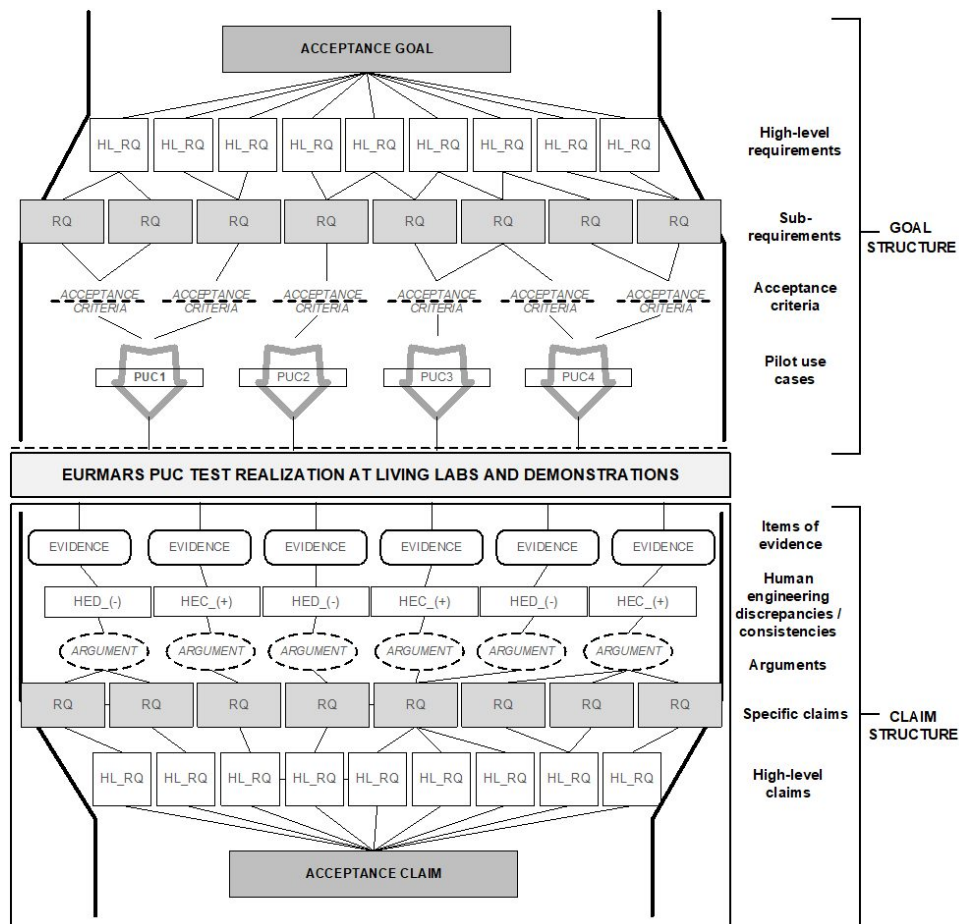 ACCEPTANCE GOAL
HL_RQ HL_RQ HL_RQ HL_RQ HL_RQ HL_RQ HL_RQ HL_RQ HL_RQ
High-level
requirements
RQ RQ RQ RQ RQ RQ RQ RQ
Sub-
requirements
GOAL
STRUCTURE
ACCEPTANCE ACCEPTANCE ACCEPTANCE ACCEPTANCE ACCEPTANCE ACCEPTANCE
CRITERIA CRITERIA CRITERIA CRITERIA CRITERIA CRITERIA
Acceptance
criteria
PUC1 PUC2 PUC3 PUC4
Pilot use
cases
EURMARS PUC TEST REALIZATION AT LIVING LABS AND DEMONSTRATIONS
EVIDENCE EVIDENCE EVIDENCE EVIDENCE EVIDENCE EVIDENCE
Items of
evidence
HED_(-) HEC_(+) HED_(-) HEC_(+) HED_(-) HEC_(+)
Human
engineering
discrepancies /
consistencies
ARGUMENT ARGUMENT ARGUMENT ARGUMENT ARGUMENT ARGUMENT
Arguments
RQ RQ RQ RQ RQ RQ RQ RQ
Specific claims
CLAIM
STRUCTURE
HL_RQ HL_RQ HL_RQ HL_RQ HL_RQ HL_RQ HL_RQ HL_RQ HL_RQ
High-level
claims
ACCEPTANCE CLAIM